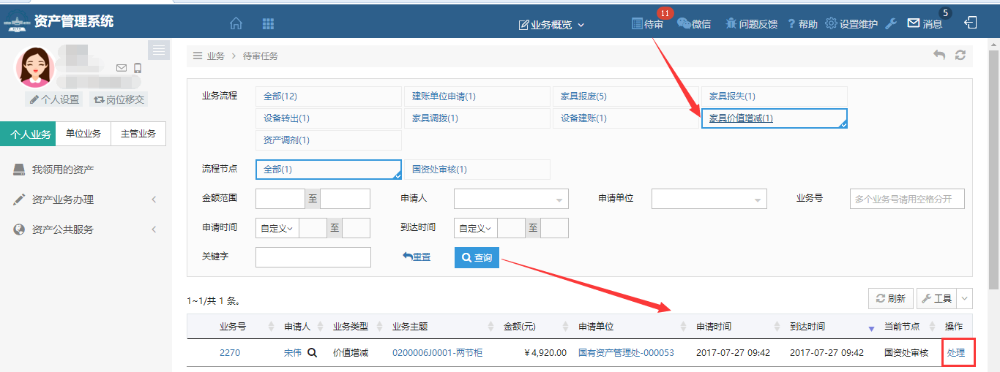 资产管理系统
业务概览
待审 11
微信
问题反馈
? 帮助
设置维护
消息 5
个人设置
岗位移交
个人业务
单位业务
主管业务
我领用的资产
资产业务办理
资产公共服务
业务 > 待审任务
业务流程 全部(12) 建账单位申请(1) 家具报废(5) 家具报失(1)
设备转出(1) 家具调拨(1) 设备建账(1) 家具价值增减(1)
资产调剂(1)
流程节点 全部(1) 国资处审核(1)
金额范围 至 申请人 申请单位 业务号 多个业务号请用空格分开
申请时间 自定义 至 到达时间 自定义 至
关键字 重置 查询
1~1/共 1 条。 刷新 工具
业务号 申请人 业务类型 业务主题 金额(元) 申请单位 申请时间 到达时间 当前节点 操作
2270 宋伟 价值增减 0200006J0001-两节柜 ¥4,920.00 国有资产管理处-000053 2017-07-27 09:42 2017-07-27 09:42 国资处审核 处理